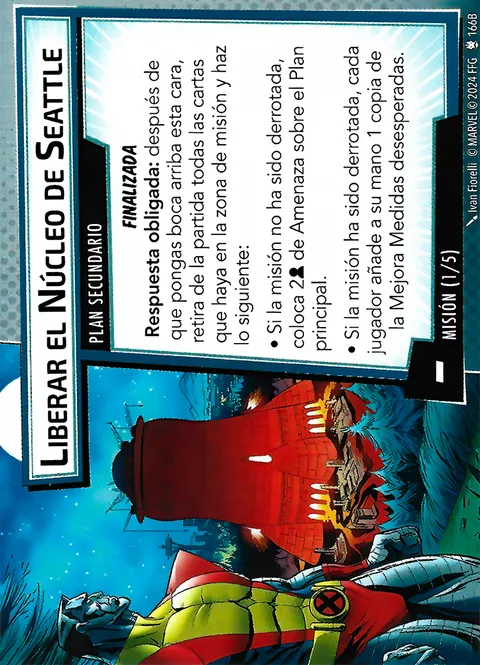 LIBERAR EL NÚCLEO DE SEATTLE
PLAN SECUNDARIO
FINALIZADA
Respuesta obligada: después de
que pongas boca arriba esta cara,
retira de la partida todas las cartas
que haya en la zona de misión y haz
lo siguiente:
• Si la misión no ha sido derrotada,
coloca 2 de Amenaza sobre el Plan
principal.
• Si la misión ha sido derrotada, cada
jugador añade a su mano 1 copia de
la Mejora Medidas desesperadas.
MISIÓN (1/5)
Ivan Fiorelli © MARVEL © 2024 FFG 166B